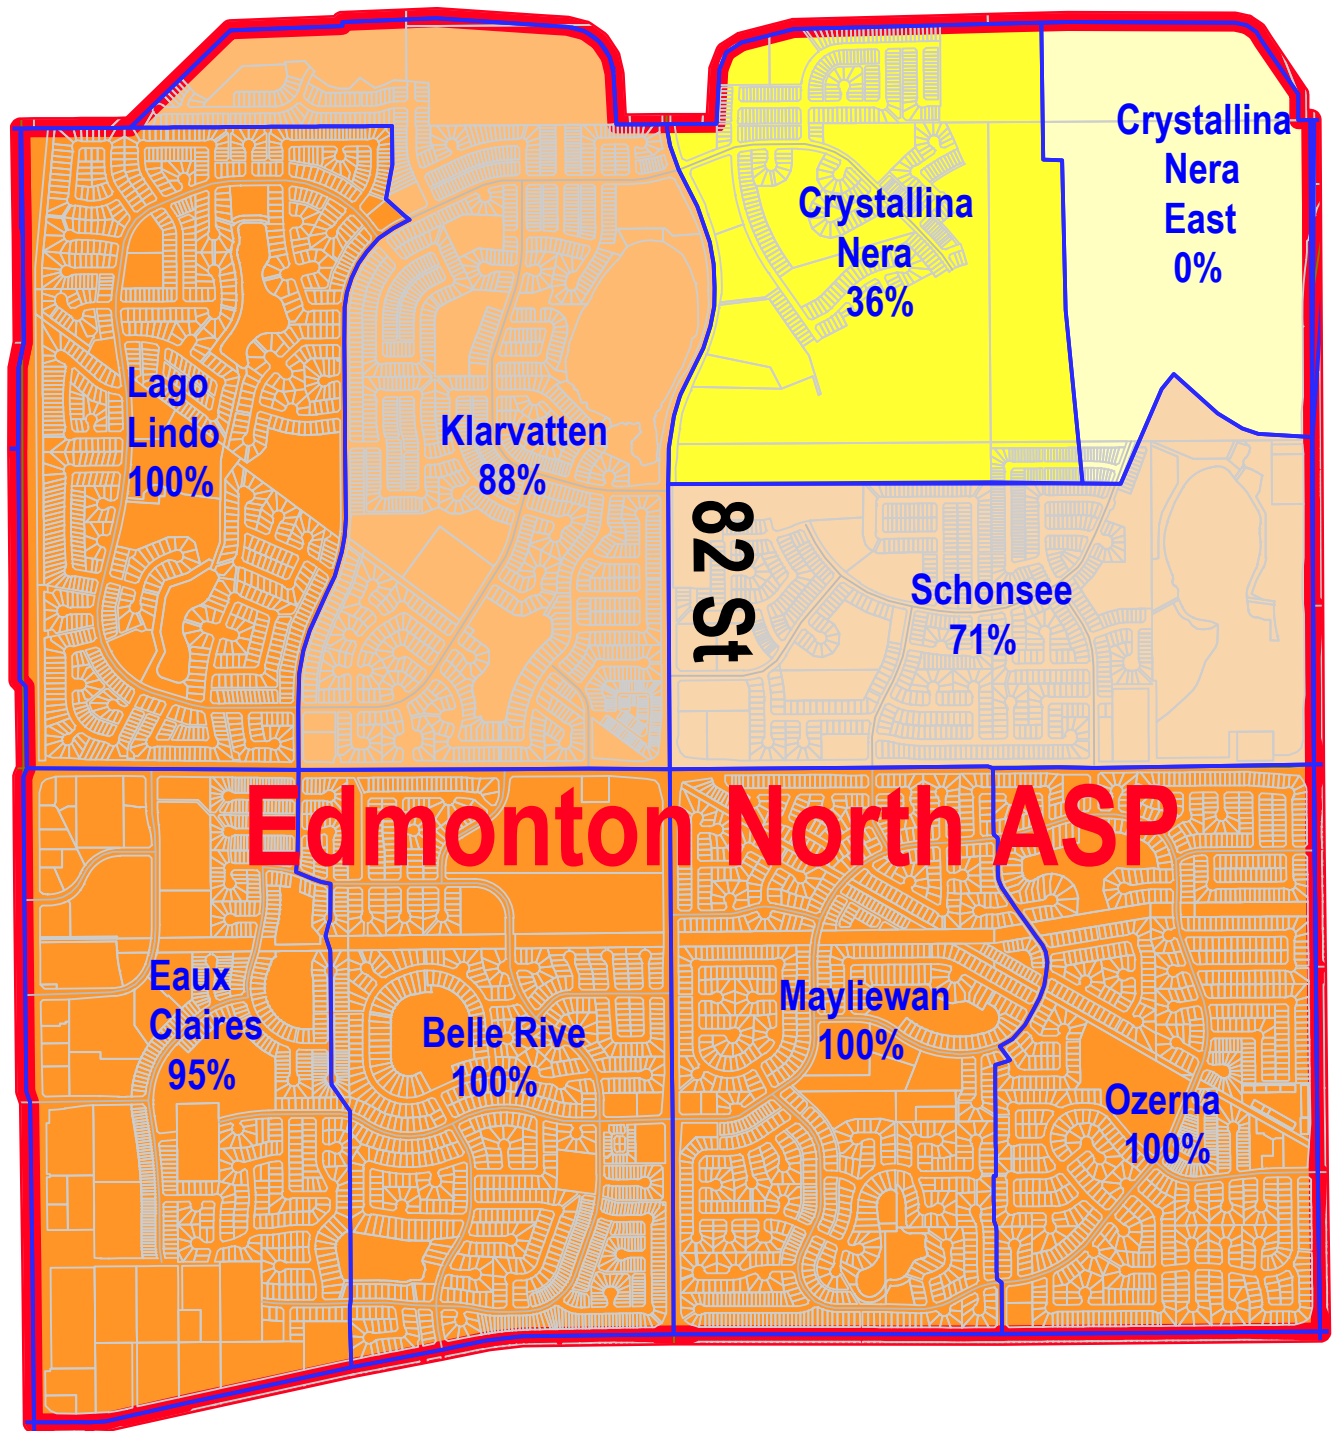 Crystallina
Nera
East
0%
Crystallina
Nera
36%
Lago
Lindo
100%
Klarvatten
88%
82 St
Schonsee
71%
Edmonton North ASP
Eaux
Claires
95%
Belle Rive
100%
Mayliewan
100%
Ozerna
100%